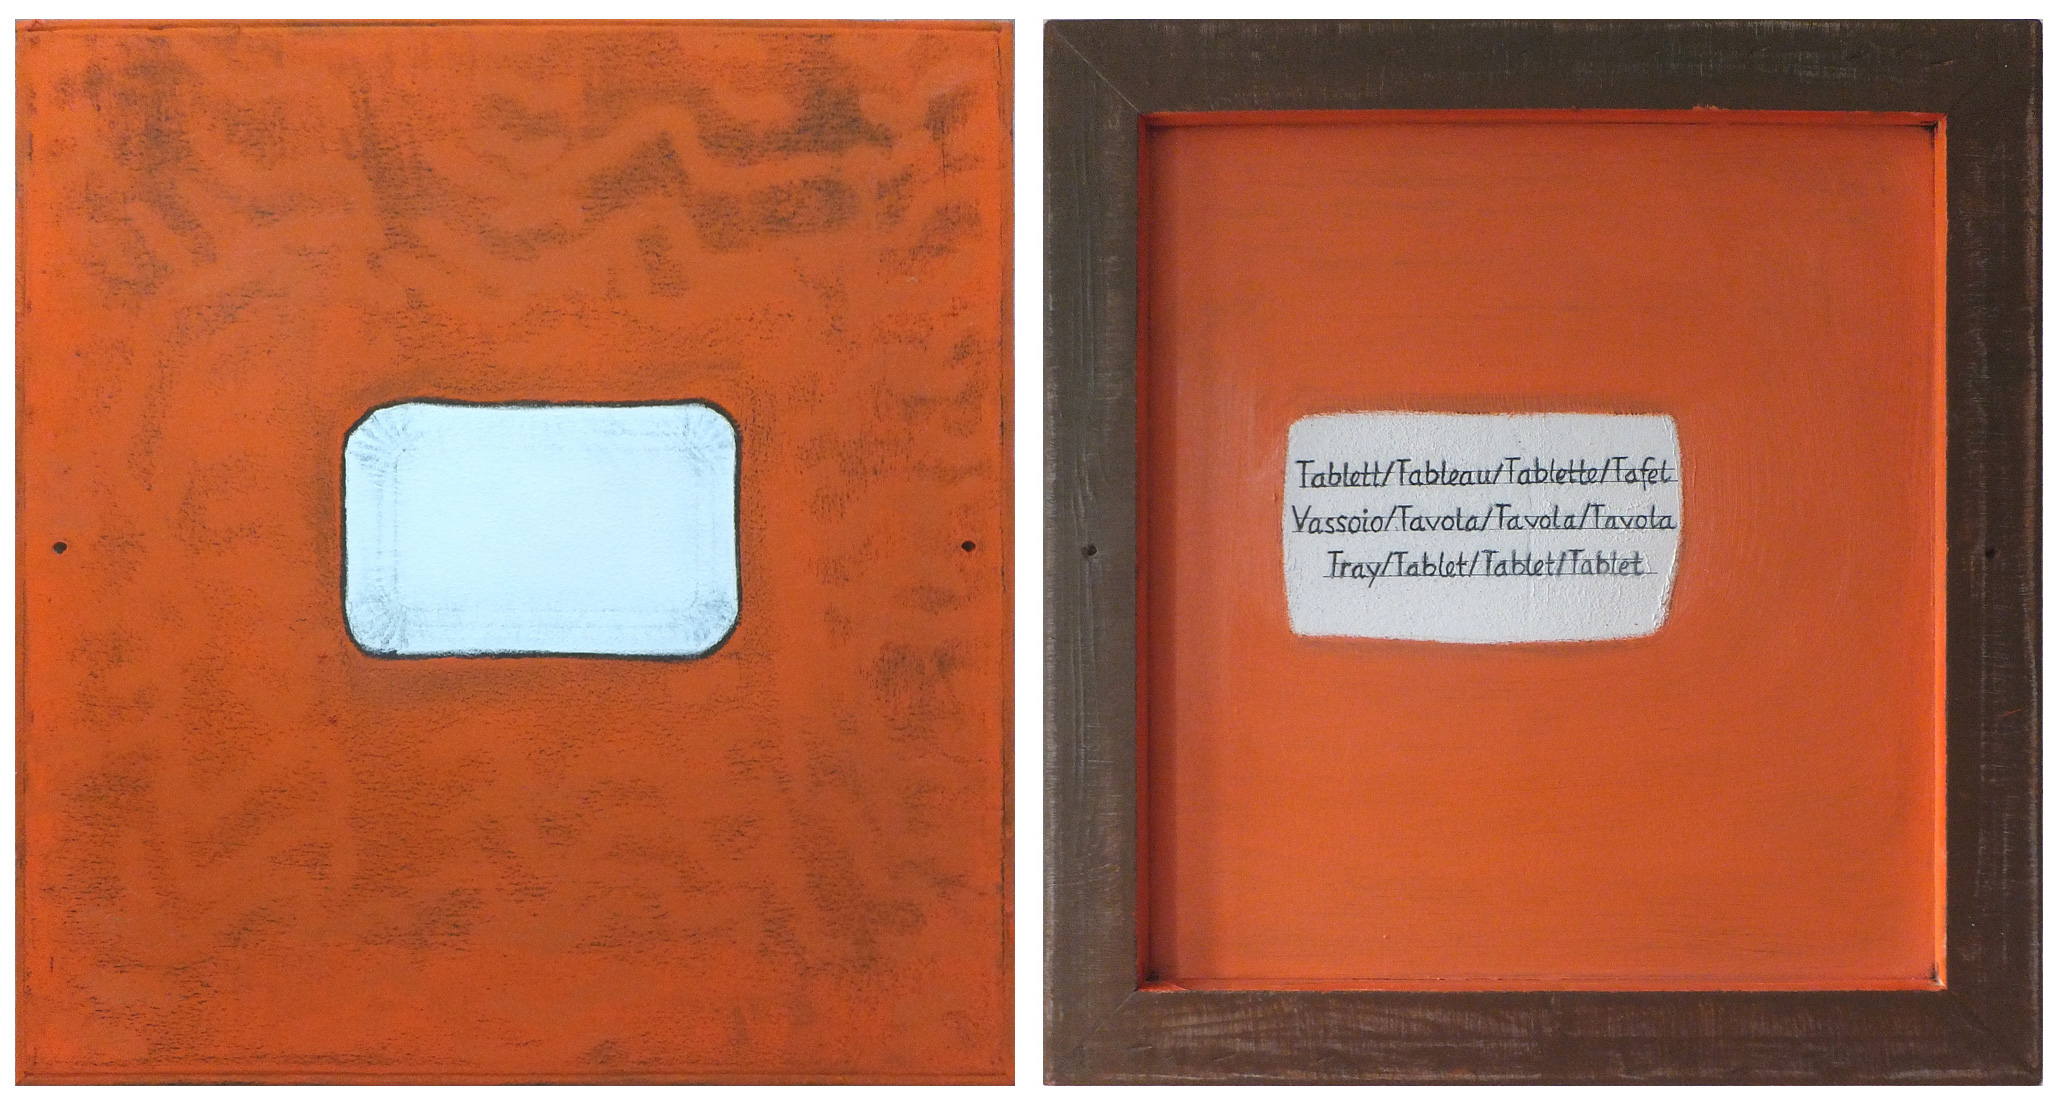 Tablett/Tableau/Tablette/Tafel
Vassoio/Tavola/Tavola/Tavola
Tray/Tablet/Tablet/Tablet